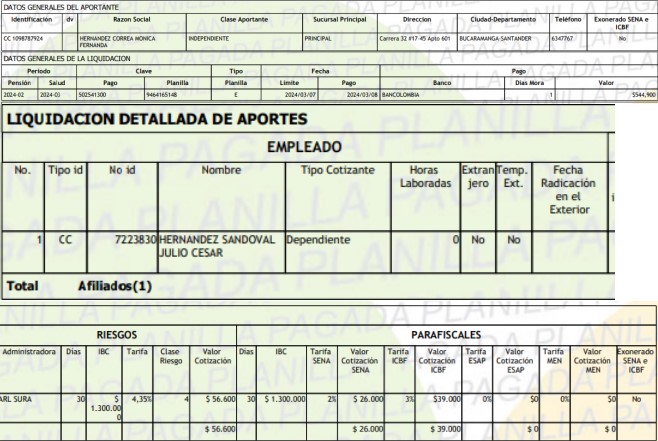 DATOS GENERALES DEL APORTANTE
Identificación dv Razon Social Clase Aportante Sucursal Principal Direccion Ciudad-Departamento Teléfono Exonerado SENA e ICBF
CC 1098787924 HERNANDEZ CORREA MONICA FERNANDA INDEPENDIENTE PRINCIPAL Carrera 32 #17-45 Apto 601 BUCARAMANGA-SANTANDER 6347767 No
DATOS GENERALES DE LA LIQUIDACION
Periodo Clave Tipo Fecha Pago
Pensión Salud Pago Planilla Planilla Limite Pago Banco Dias Mora Valor
2024-02 2024-03 502541300 9464165148 E 2024/03/07 2024/03/08 BANCOLOMBIA 1 $544,900
LIQUIDACION DETALLADA DE APORTES
EMPLEADO
No. Tipo id No id Nombre Tipo Cotizante Horas Laboradas Extran jero Temp. Ext. Fecha Radicación en el Exterior
1 CC 7223830 HERNANDEZ SANDOVAL JULIO CESAR Dependiente 0 No No
Total Afiliados(1)
RIESGOS PARAFISCALES
Administradora Dias IBC Tarifa Clase Riesgo Valor Cotización Dias IBC Tarifa SENA Valor Cotización SENA Tarifa ICBF Valor Cotización ICBF Tarifa ESAP Valor Cotización ESAP Tarifa MEN Valor Cotización MEN Exonerado SENA e ICBF
ARL SURA 30 $ 1.300.000 4,35% 4 $ 56.600 30 $ 1.300.000 2% $ 26.000 3% $39.000 0% $0 0% $0 No
$ 56.600 $ 26.000 $ 39.000 $ 0 $ 0
PLANILLA PAGADA